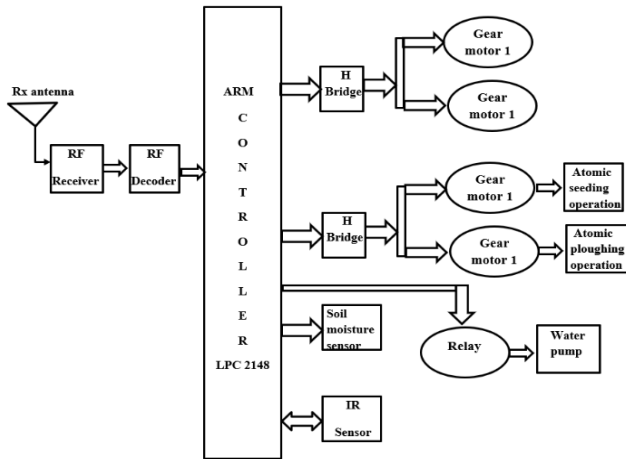 Rx antenna
RF
Receiver
RF
Decoder
ARM
C
O
N
T
R
O
L
L
E
R
LPC 2148
H
Bridge
Gear
motor 1
Gear
motor 1
H
Bridge
Gear
motor 1
Atomic
seeding
operation
Gear
motor 1
Atomic
ploughing
operation
Soil
moisture
sensor
Relay
Water
pump
IR
Sensor